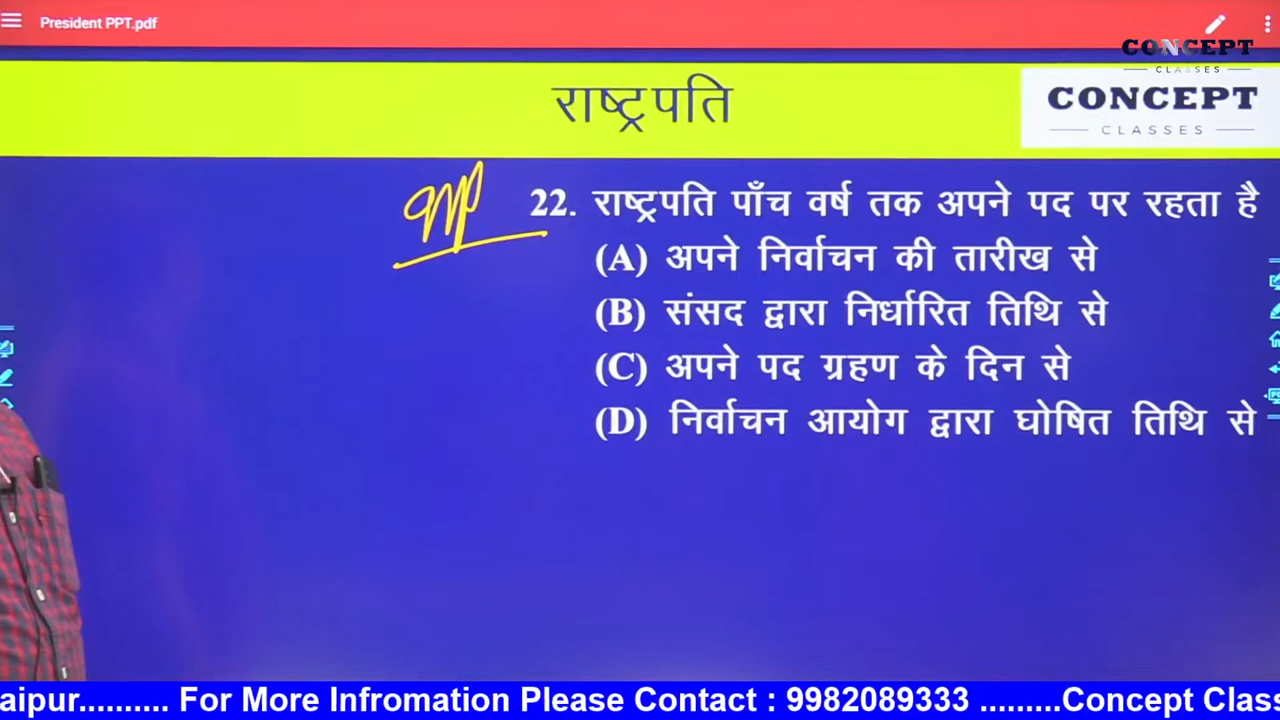 President PPT.pdf
CONCEPT
CLASSES
राष्ट्रपति
CONCEPT
CLASSES
22. राष्ट्रपति पाँच वर्ष तक अपने पद पर रहता है
(A) अपने निर्वाचन की तारीख से
(B) संसद द्वारा निर्धारित तिथि से
(C) अपने पद ग्रहण के दिन से
(D) निर्वाचन आयोग द्वारा घोषित तिथि से
aipur.......... For More Infromation Please Contact : 9982089333 .........Concept Class